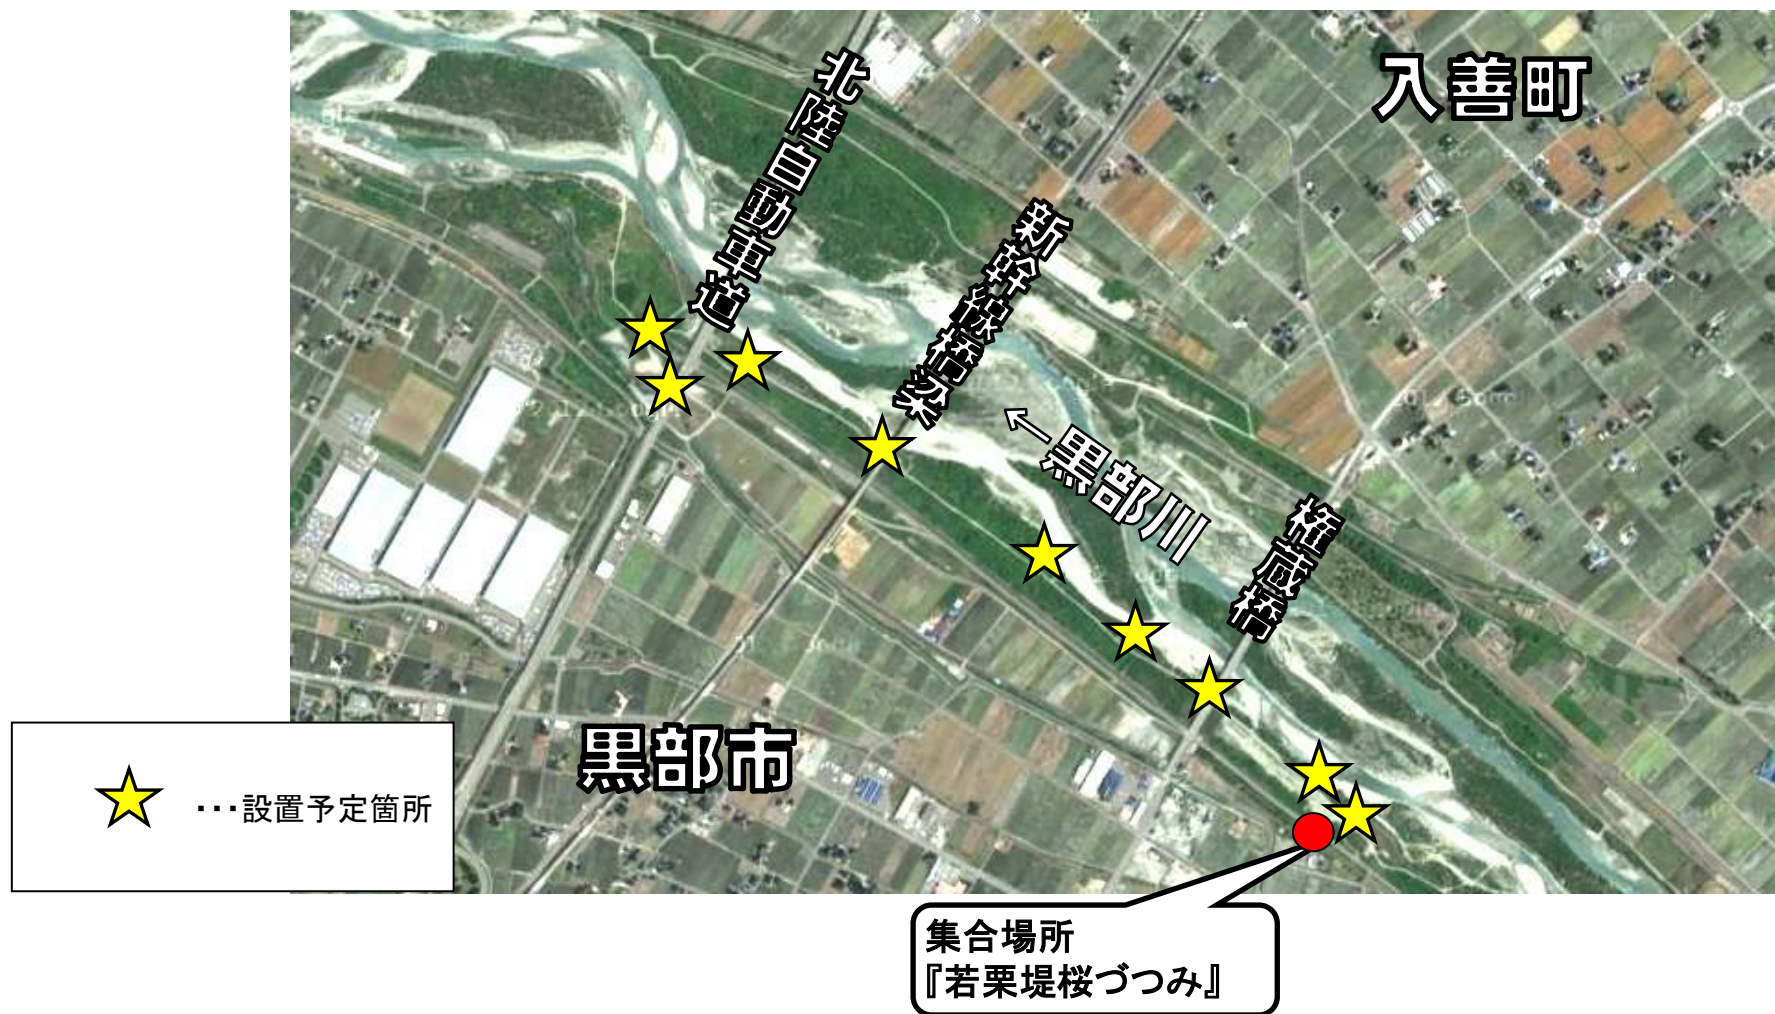 入善町
北陸自動車道
新幹線橋梁
←黒部川
権蔵橋
黒部市
・・・設置予定箇所
集合場所
『若栗堤桜づつみ』